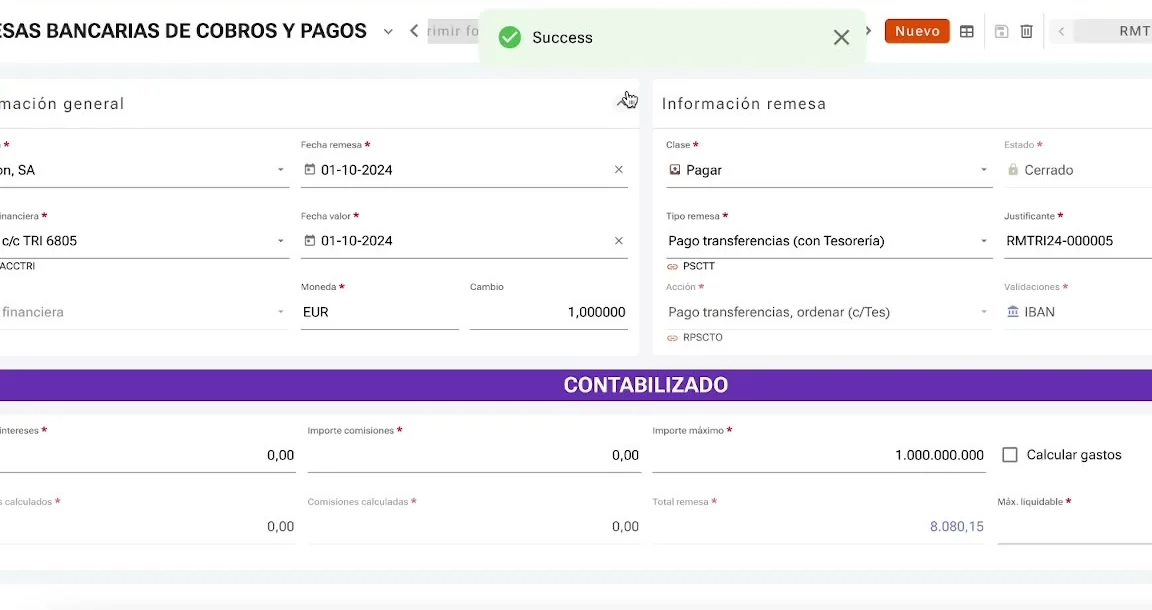 ESAS BANCARIAS DE COBROS Y PAGOS
rimir fo
Success
Nuevo
RMT
mación general
Información remesa
*
Fecha remesa *
Clase *
Estado *
on, SA
01-10-2024
Pagar
Cerrado
inanciera *
Fecha valor *
Tipo remesa *
Justificante *
c/c TRI 6805
01-10-2024
Pago transferencias (con Tesorería)
RMTRI24-000005
ACCTRI
PSCTT
Moneda *
Cambio
Acción *
Validaciones *
financiera
EUR
1,000000
Pago transferencias, ordenar (c/Tes)
IBAN
RPSCTO
CONTABILIZADO
intereses *
Importe comisiones *
Importe máximo *
0,00
0,00
1.000.000.000
Calcular gastos
s calculados *
Comisiones calculadas *
Total remesa *
Máx. liquidable *
0,00
0,00
8.080,15